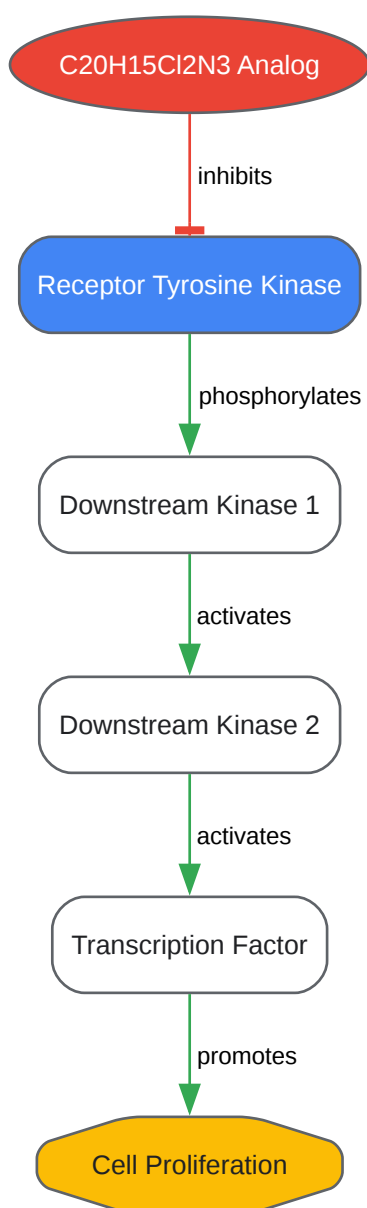 C20H15Cl2N3 Analog
inhibits
Receptor Tyrosine Kinase
phosphorylates
Downstream Kinase 1
activates
Downstream Kinase 2
activates
Transcription Factor
promotes
Cell Proliferation